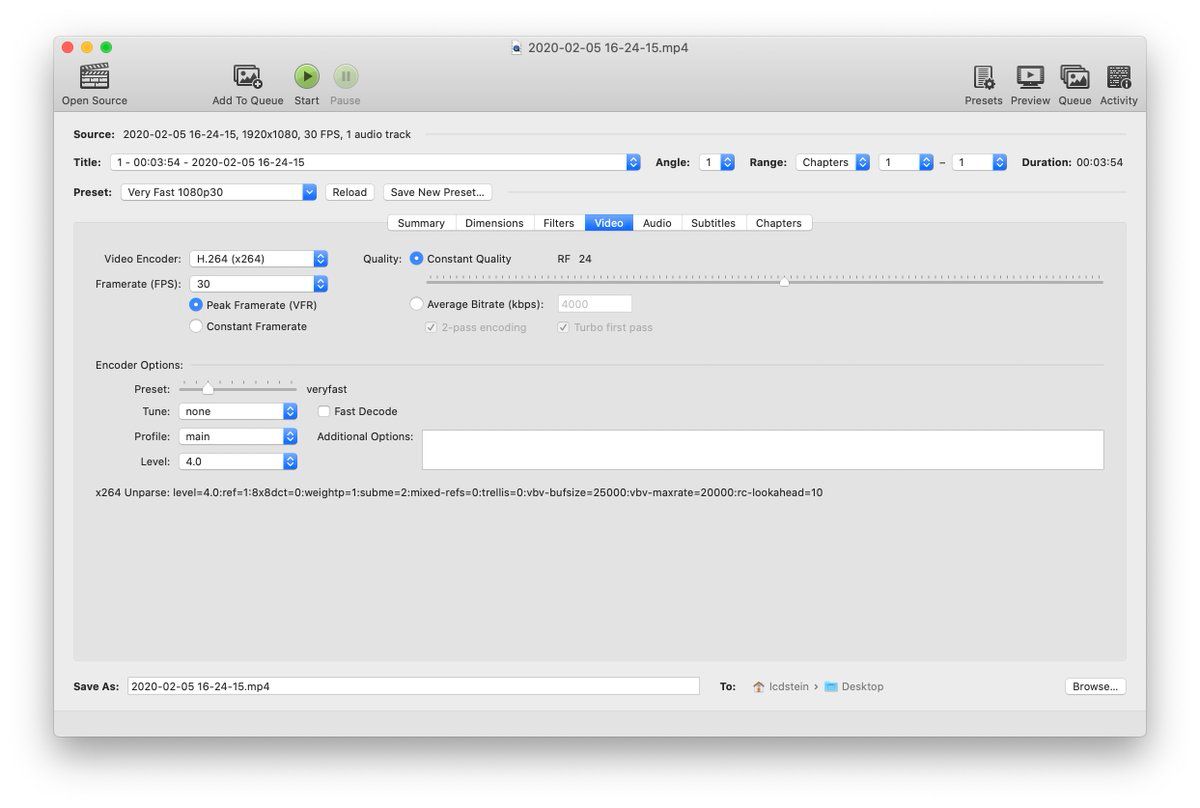 2020-02-05 16-24-15.mp4
Open Source Add To Queue Start Pause Presets Preview Queue Activity
Source: 2020-02-05 16-24-15, 1920x1080, 30 FPS, 1 audio track
Title: 1 - 00:03:54 - 2020-02-05 16-24-15 Angle: 1 Range: Chapters 1 – 1 Duration: 00:03:54
Preset: Very Fast 1080p30 Reload Save New Preset...
Summary Dimensions Filters Video Audio Subtitles Chapters
Video Encoder: H.264 (x264) Quality: Constant Quality RF 24
Framerate (FPS): 30
Peak Framerate (VFR) Average Bitrate (kbps): 4000
Constant Framerate 2-pass encoding Turbo first pass
Encoder Options:
Preset: veryfast
Tune: none Fast Decode
Profile: main Additional Options:
Level: 4.0
x264 Unparse: level=4.0:ref=1:8x8dct=0:weightp=1:subme=2:mixed-refs=0:trellis=0:vbv-bufsize=25000:vbv-maxrate=20000:rc-lookahead=10
Save As: 2020-02-05 16-24-15.mp4 To: lcdstein › Desktop Browse...